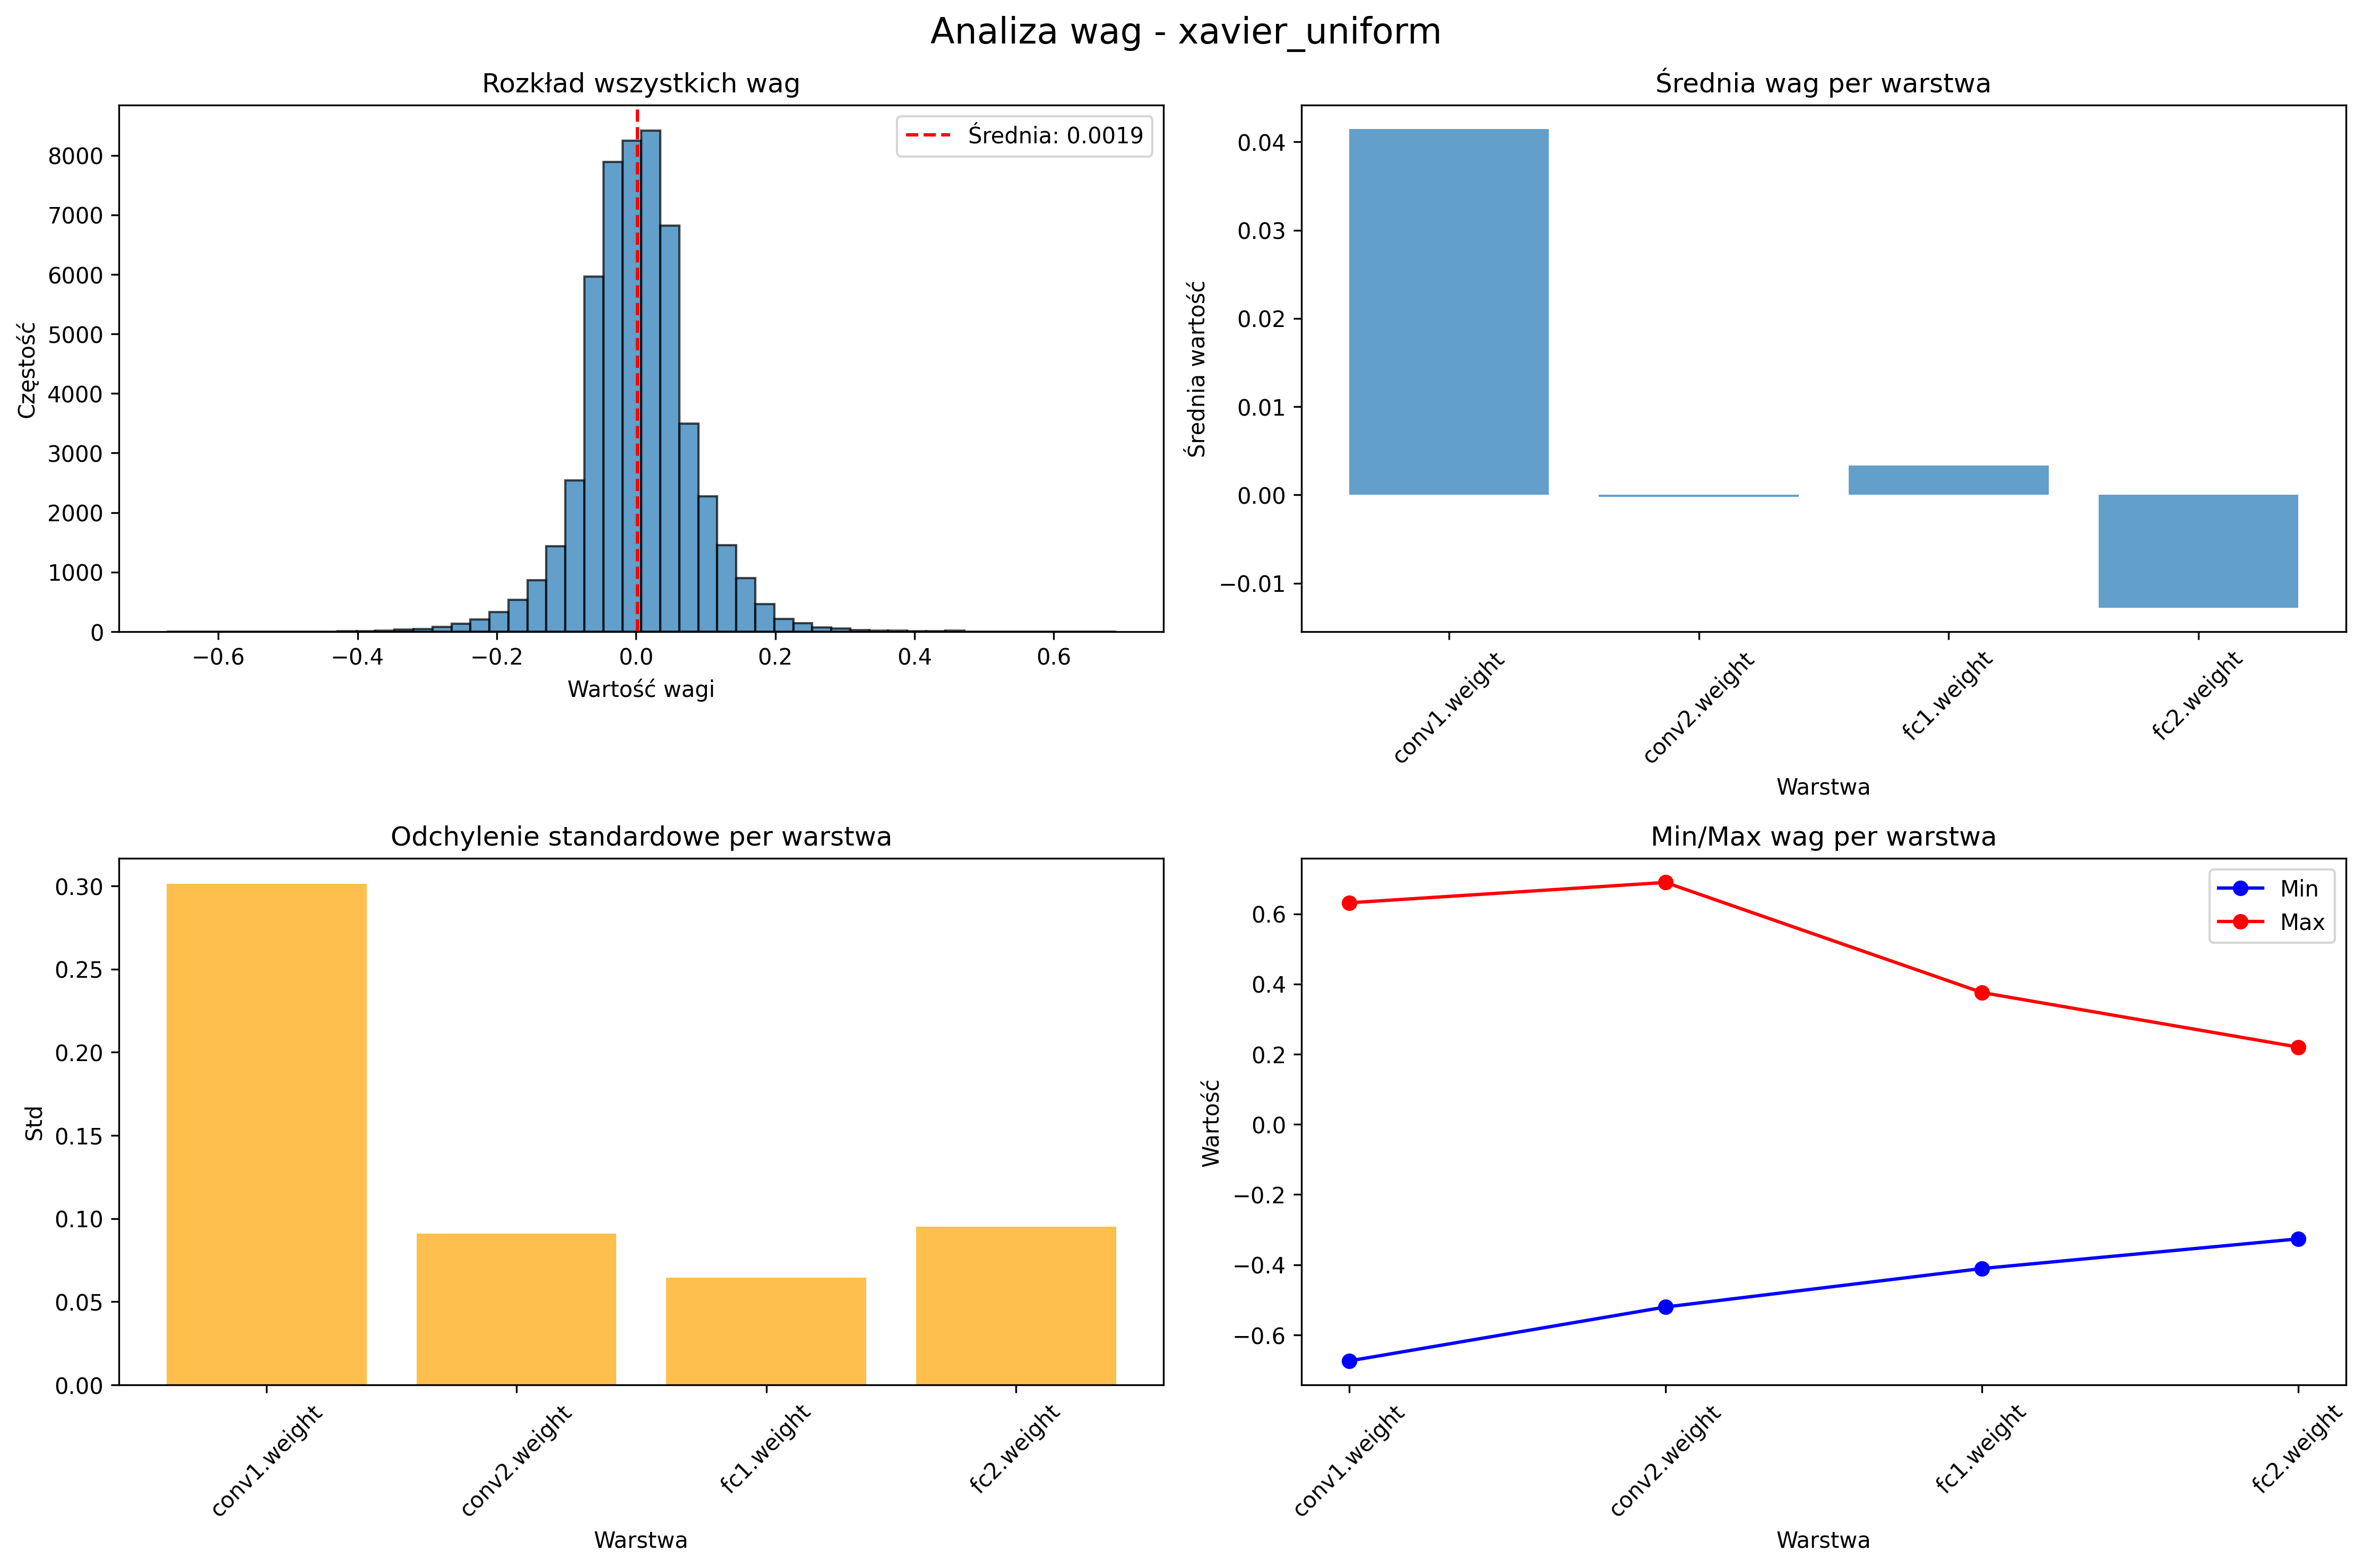 Analiza wag - xavier_uniform
Rozkład wszystkich wag
Częstość
8000
7000
6000
5000
4000
3000
2000
1000
0
−0.6 −0.4 −0.2 0.0 0.2 0.4 0.6
Wartość wagi
Średnia: 0.0019
Średnia wag per warstwa
Średnia wartość
0.04
0.03
0.02
0.01
0.00
−0.01
conv1.weight conv2.weight fc1.weight fc2.weight
Warstwa
Odchylenie standardowe per warstwa
Std
0.30
0.25
0.20
0.15
0.10
0.05
0.00
conv1.weight conv2.weight fc1.weight fc2.weight
Warstwa
Min/Max wag per warstwa
Wartość
0.6
0.4
0.2
0.0
−0.2
−0.4
−0.6
Min
Max
conv1.weight conv2.weight fc1.weight fc2.weight
Warstwa